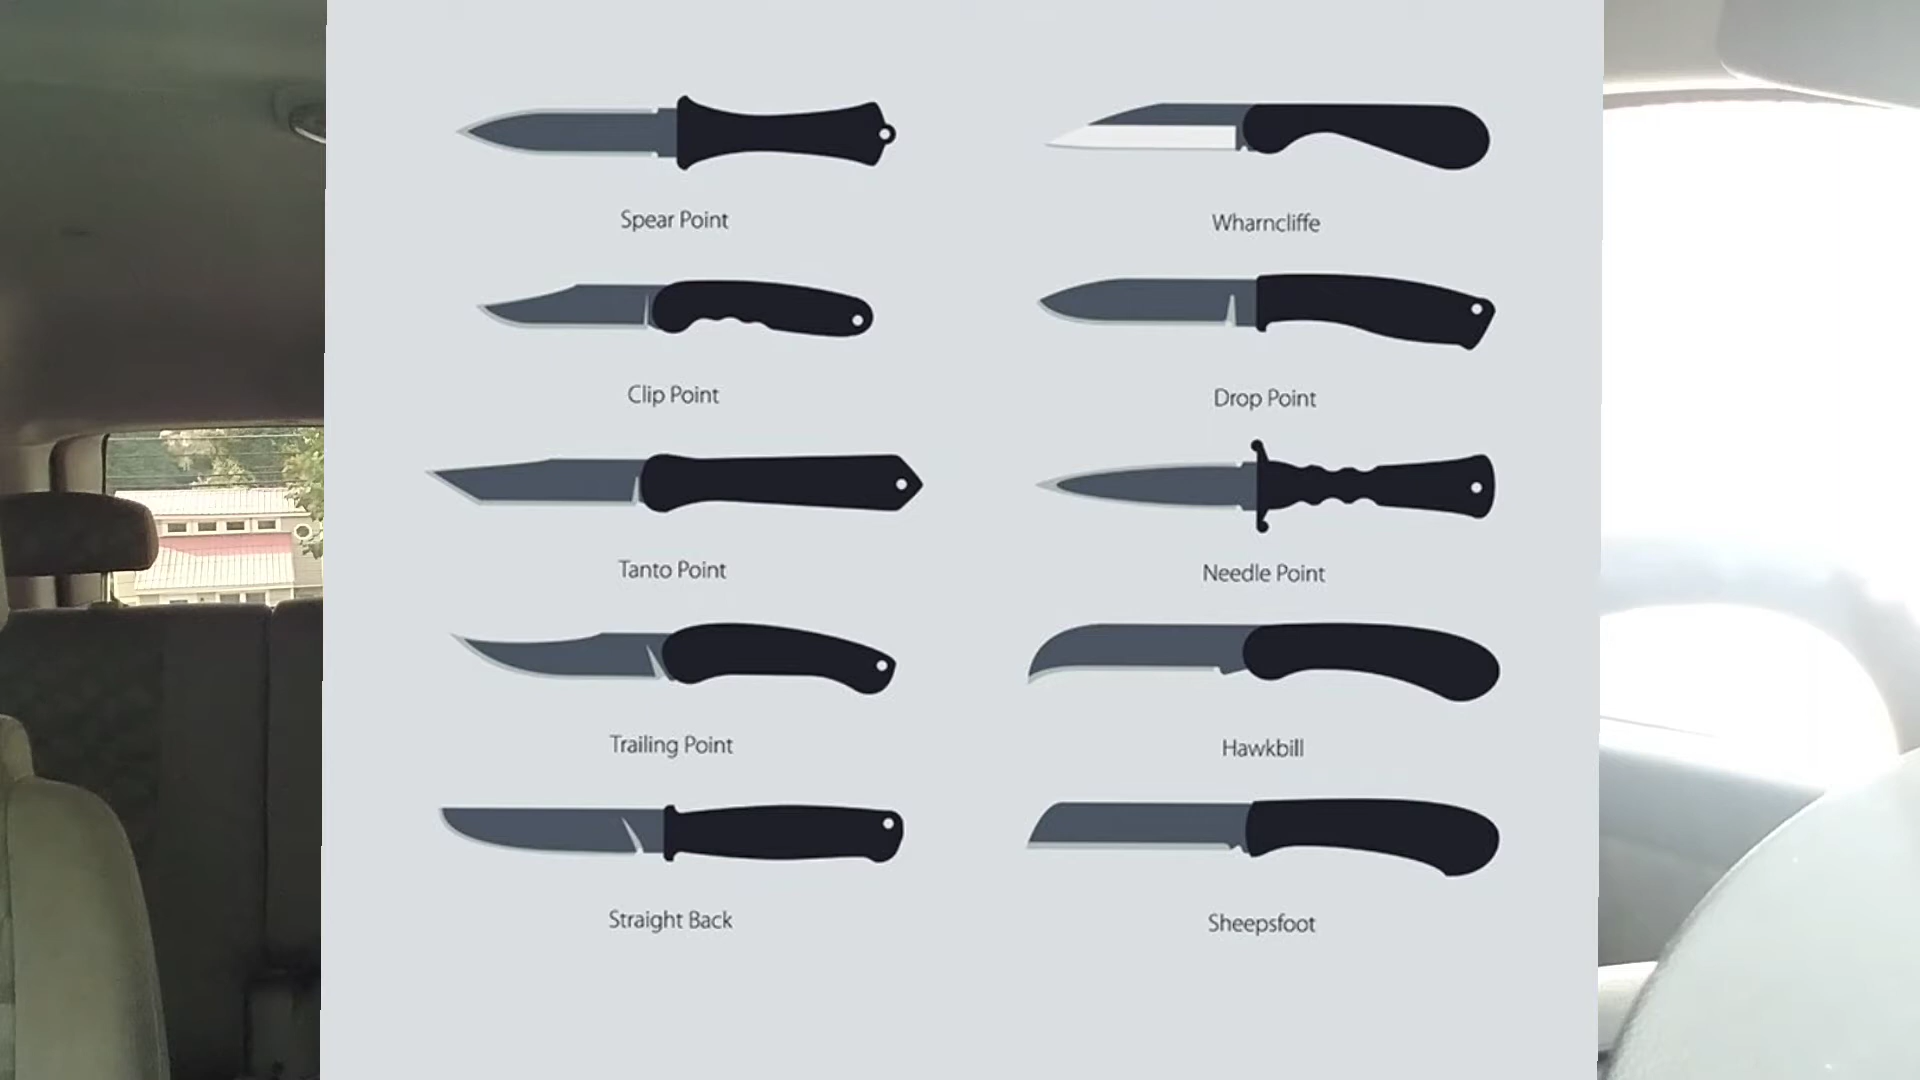 Spear Point
Wharncliffe
Clip Point
Drop Point
Tanto Point
Needle Point
Trailing Point
Hawkbill
Straight Back
Sheepsfoot